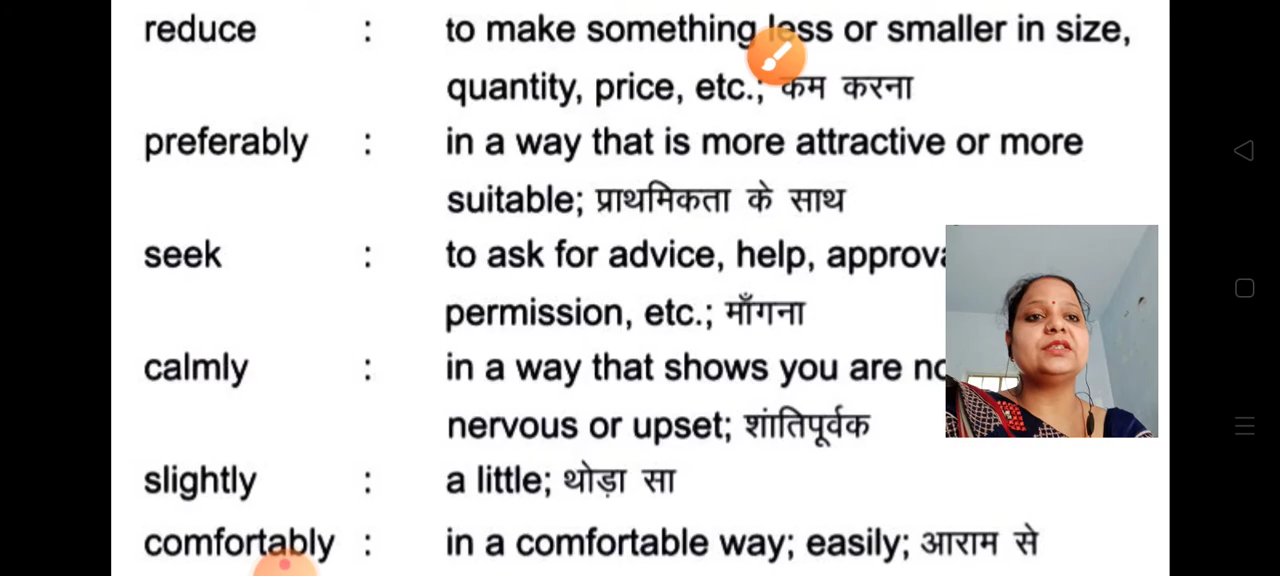 reduce : to make something less or smaller in size,
quantity, price, etc.; कम करना
preferably : in a way that is more attractive or more
suitable; प्राथमिकता के साथ
seek : to ask for advice, help,
permission, etc.; माँगना
calmly : in a way that shows you are
nervous or upset; शांतिपूर्वक
slightly : a little; थोड़ा सा
comfortably : in a comfortable way; easily; आराम से